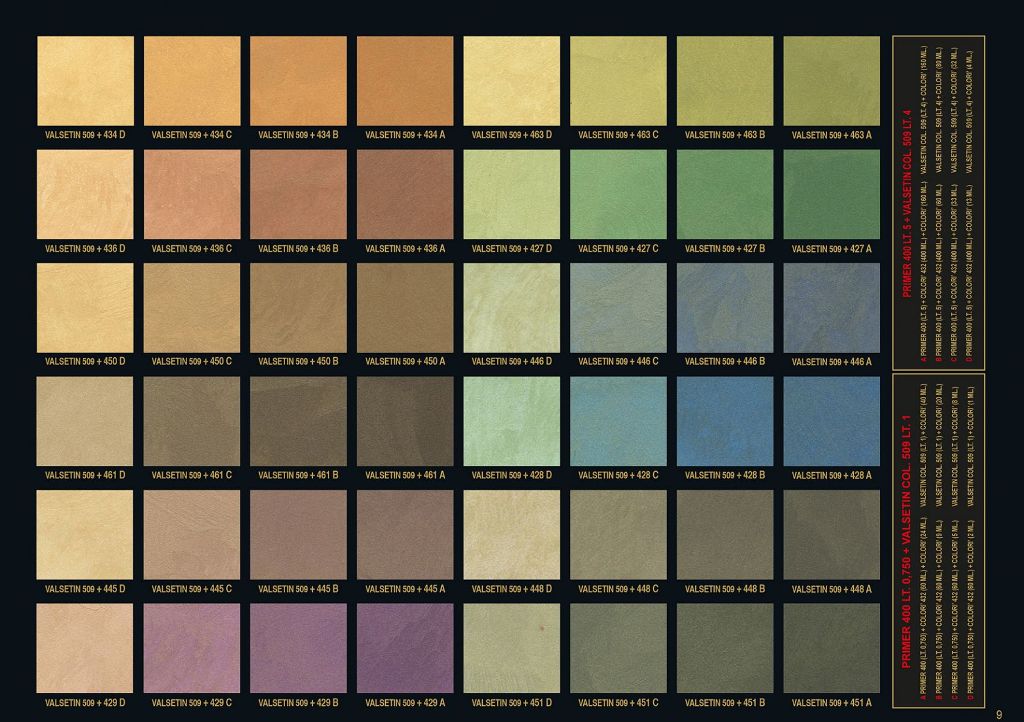 VALSETIN 509 + 434 D VALSETIN 509 + 434 C VALSETIN 509 + 434 B VALSETIN 509 + 434 A VALSETIN 509 + 463 D VALSETIN 509 + 463 C VALSETIN 509 + 463 B VALSETIN 509 + 463 A
VALSETIN 509 + 436 D VALSETIN 509 + 436 C VALSETIN 509 + 436 B VALSETIN 509 + 436 A VALSETIN 509 + 427 D VALSETIN 509 + 427 C VALSETIN 509 + 427 B VALSETIN 509 + 427 A
VALSETIN 509 + 450 D VALSETIN 509 + 450 C VALSETIN 509 + 450 B VALSETIN 509 + 450 A VALSETIN 509 + 446 D VALSETIN 509 + 446 C VALSETIN 509 + 446 B VALSETIN 509 + 446 A
VALSETIN 509 + 461 D VALSETIN 509 + 461 C VALSETIN 509 + 461 B VALSETIN 509 + 461 A VALSETIN 509 + 428 D VALSETIN 509 + 428 C VALSETIN 509 + 428 B VALSETIN 509 + 428 A
VALSETIN 509 + 445 D VALSETIN 509 + 445 C VALSETIN 509 + 445 B VALSETIN 509 + 445 A VALSETIN 509 + 448 D VALSETIN 509 + 448 C VALSETIN 509 + 448 B VALSETIN 509 + 448 A
VALSETIN 509 + 429 D VALSETIN 509 + 429 C VALSETIN 509 + 429 B VALSETIN 509 + 429 A VALSETIN 509 + 451 D VALSETIN 509 + 451 C VALSETIN 509 + 451 B VALSETIN 509 + 451 A
PRIMER 400 LT. 5 + VALSETIN COL. 509 LT. 4
A PRIMER 400 (LT. 5) + COLORI' 432 (400 ML.) + COLORI' (160 ML.) VALSETIN COL. 509 (LT. 4) + COLORI' (160 ML.)
B PRIMER 400 (LT. 5) + COLORI' 432 (400 ML.) + COLORI' (60 ML.) VALSETIN COL. 509 (LT. 4) + COLORI' (80 ML.)
C PRIMER 400 (LT. 5) + COLORI' 432 (400 ML.) + COLORI' (33 ML.) VALSETIN COL. 509 (LT. 4) + COLORI' (32 ML.)
D PRIMER 400 (LT. 5) + COLORI' 432 (400 ML.) + COLORI' (13 ML.) VALSETIN COL. 509 (LT. 4) + COLORI' (4 ML.)
PRIMER 400 LT. 0,750 + VALSETIN COL. 509 LT. 1
A PRIMER 400 (LT. 0,750) + COLORI' 432 (60 ML.) + COLORI' (24 ML.) VALSETIN COL. 509 (LT. 1) + COLORI' (40 ML.)
B PRIMER 400 (LT. 0,750) + COLORI' 432 (60 ML.) + COLORI' (9 ML.) VALSETIN COL. 509 (LT. 1) + COLORI' (20 ML.)
C PRIMER 400 (LT. 0,750) + COLORI' 432 (60 ML.) + COLORI' (5 ML.) VALSETIN COL. 509 (LT. 1) + COLORI' (8 ML.)
D PRIMER 400 (LT. 0,750) + COLORI' 432 (60 ML.) + COLORI' (2 ML.) VALSETIN COL. 509 (LT. 1) + COLORI' (1 ML.)
9